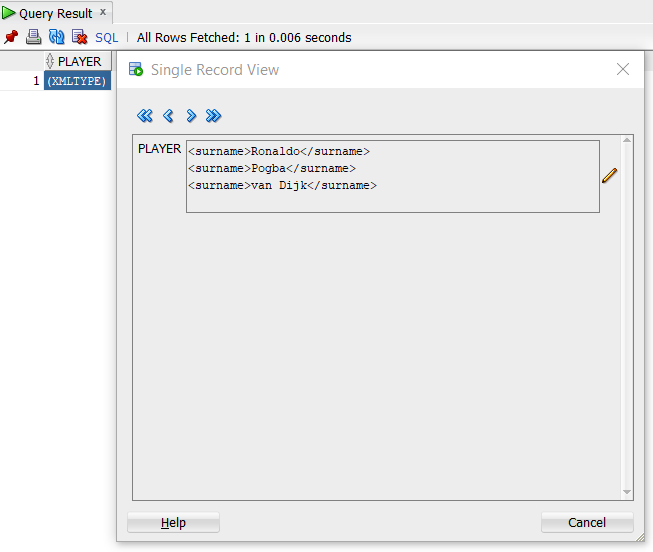 Query Result x
SQL | All Rows Fetched: 1 in 0.006 seconds
PLAYER
1 (XMLTYPE)
Single Record View
PLAYER
<surname>Ronaldo</surname>
<surname>Pogba</surname>
<surname>van Dijk</surname>
Help
Cancel